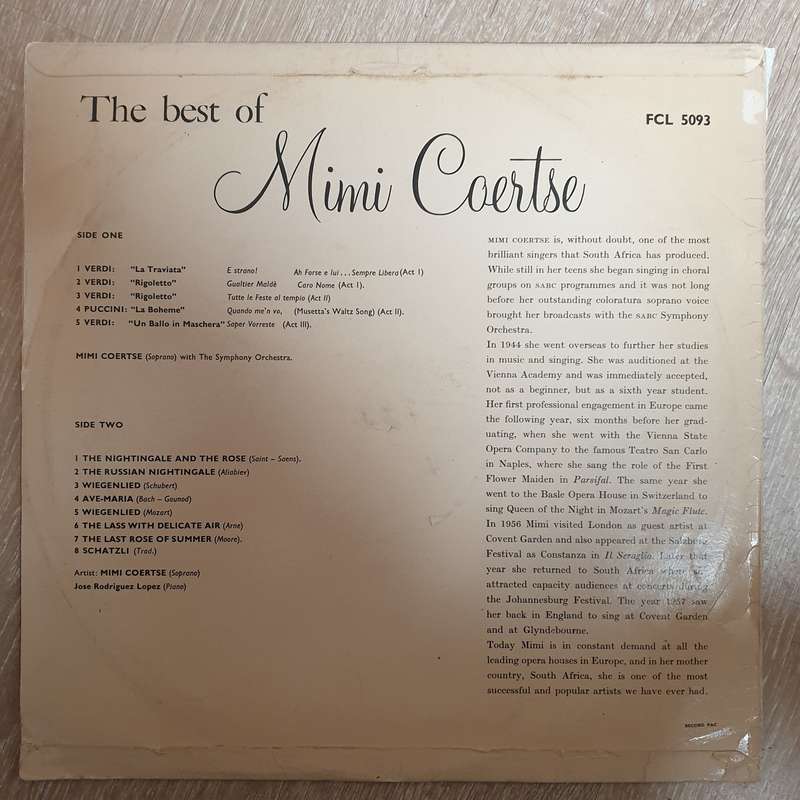 The best of
FCL 5093
Mimi Coertse
SIDE ONE
1 VERDI: "La Traviata" E strano! Ah Forse e lui . . . Sempre Libera (Act 1)
2 VERDI: "Rigoletto" Gualtier Maldè Caro Nome (Act 1).
3 VERDI: "Rigoletto" Tutte le Feste al tempio (Act II)
4 PUCCINI: "La Boheme" Quando me'n vo, (Musetta's Waltz Song) (Act II).
5 VERDI: "Un Ballo in Maschera" Saper Vorreste (Act III).
MIMI COERTSE (Soprano) with The Symphony Orchestra.
SIDE TWO
1 THE NIGHTINGALE AND THE ROSE (Saint – Saens).
2 THE RUSSIAN NIGHTINGALE (Aliabiev)
3 WIEGENLIED (Schubert)
4 AVE-MARIA (Bach – Gounod)
5 WIEGENLIED (Mozart)
6 THE LASS WITH DELICATE AIR (Arne)
7 THE LAST ROSE OF SUMMER (Moore).
8 SCHATZLI (Trad.)
Artist: MIMI COERTSE (Soprano)
Jose Rodriguez Lopez (Piano)
MIMI COERTSE is, without doubt, one of the most
brilliant singers that South Africa has produced.
While still in her teens she began singing in choral
groups on SABC programmes and it was not long
before her outstanding coloratura soprano voice
brought her broadcasts with the SABC Symphony
Orchestra.
In 1944 she went overseas to further her studies
in music and singing. She was auditioned at the
Vienna Academy and was immediately accepted,
not as a beginner, but as a sixth year student.
Her first professional engagement in Europe came
the following year, six months before her grad-
uating, when she went with the Vienna State
Opera Company to the famous Teatro San Carlo
in Naples, where she sang the role of the First
Flower Maiden in Parsifal. The same year she
went to the Basle Opera House in Switzerland to
sing Queen of the Night in Mozart's Magic Flute.
In 1956 Mimi visited London as guest artist at
Covent Garden and also appeared at the Salzburg
Festival as Constanza in Il Seraglio. Later that
year she returned to South Africa where
attracted capacity audiences at concerts during
the Johannesburg Festival. The year 1957 saw
her back in England to sing at Covent Garden
and at Glyndebourne.
Today Mimi is in constant demand at all the
leading opera houses in Europe, and in her mother
country, South Africa, she is one of the most
successful and popular artists we have ever had.
RECORD PAC